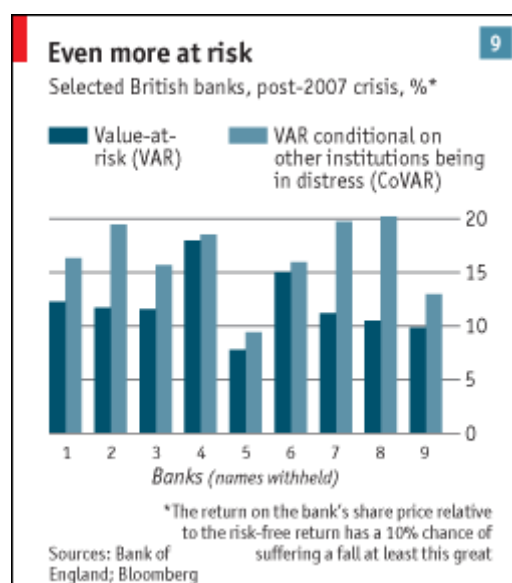 Even more at risk
9
Selected British banks, post-2007 crisis, %*
Value-at-
risk (VAR)
VAR conditional on
other institutions being
in distress (CoVAR)
20
15
10
5
0
1 2 3 4 5 6 7 8 9
Banks (names withheld)
*The return on the bank's share price relative
to the risk-free return has a 10% chance of
suffering a fall at least this great
Sources: Bank of
England; Bloomberg